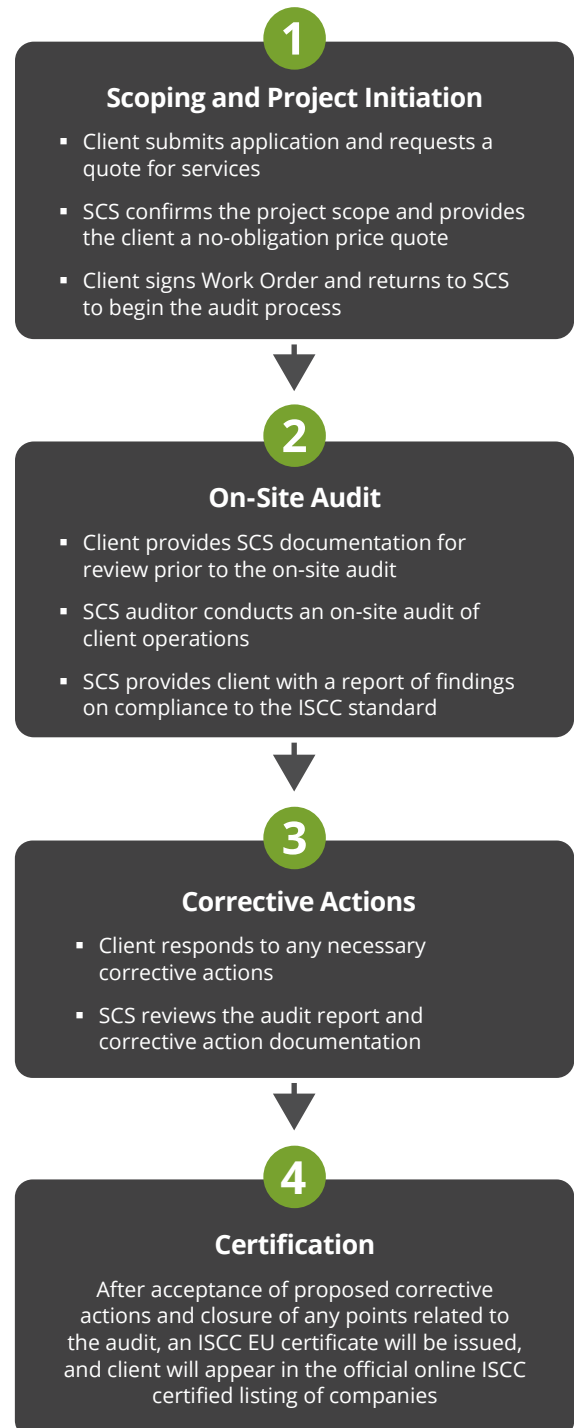 1
Scoping and Project Initiation
▪ Client submits application and requests a
quote for services
▪ SCS confirms the project scope and provides
the client a no-obligation price quote
▪ Client signs Work Order and returns to SCS
to begin the audit process
2
On-Site Audit
▪ Client provides SCS documentation for
review prior to the on-site audit
▪ SCS auditor conducts an on-site audit of
client operations
▪ SCS provides client with a report of findings
on compliance to the ISCC standard
3
Corrective Actions
▪ Client responds to any necessary
corrective actions
▪ SCS reviews the audit report and
corrective action documentation
4
Certification
After acceptance of proposed corrective
actions and closure of any points related to
the audit, an ISCC EU certificate will be issued,
and client will appear in the official online ISCC
certified listing of companies